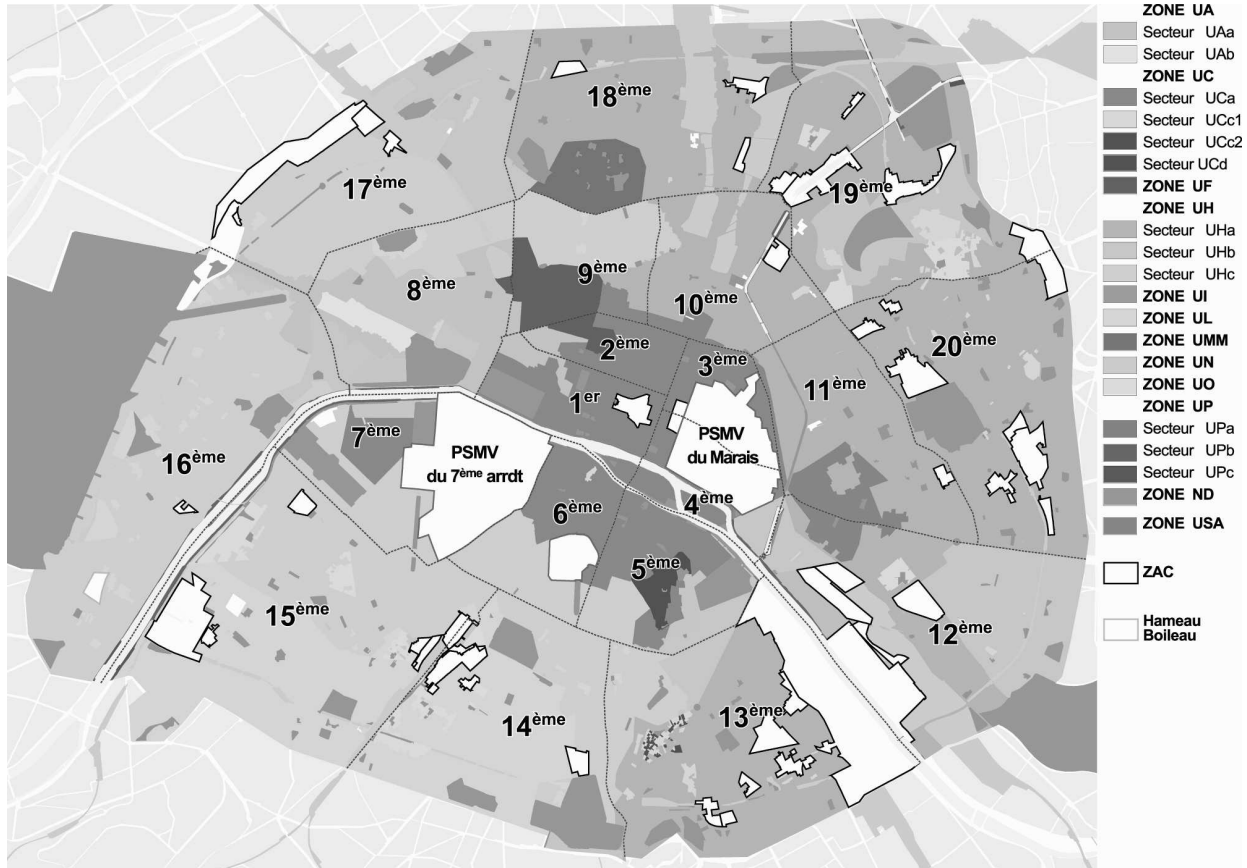 18ème
17ème
19ème
9ème
8ème
10ème
2ème
3ème
20ème
1er
11ème
7ème
PSMV
du 7ème arrdt
PSMV
du Marais
16ème
4ème
6ème
5ème
15ème
12ème
14ème
13ème
ZONE UA
Secteur UAa
Secteur UAb
ZONE UC
Secteur UCa
Secteur UCc1
Secteur UCc2
Secteur UCd
ZONE UF
ZONE UH
Secteur UHa
Secteur UHb
Secteur UHc
ZONE UI
ZONE UL
ZONE UMM
ZONE UN
ZONE UO
ZONE UP
Secteur UPa
Secteur UPb
Secteur UPc
ZONE ND
ZONE USA
ZAC
Hameau
Boileau